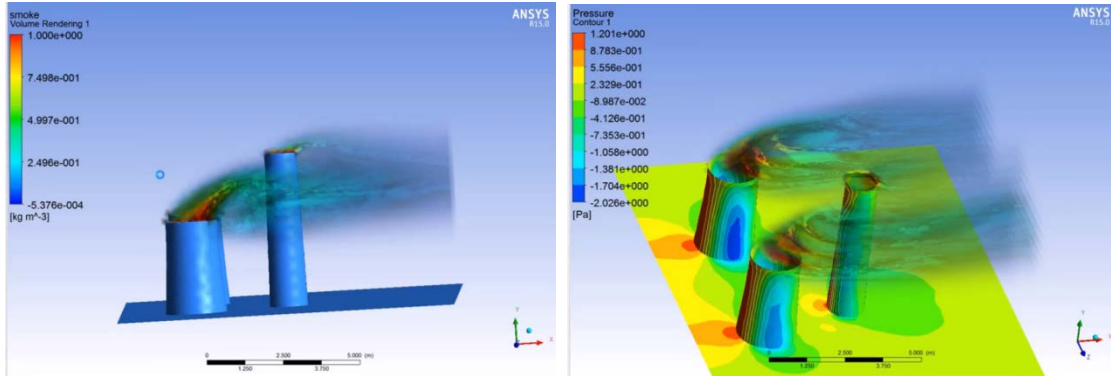 smoke
Volume Rendering 1
1.000e+000
7.498e-001
4.997e-001
2.496e-001
-5.376e-004
[kg m^-3]
ANSYS
R15.0
0 2.500 5.000 (m)
1.250 3.750
Y
X
Pressure
Contour 1
1.201e+000
8.783e-001
5.556e-001
2.329e-001
-8.987e-002
-4.126e-001
-7.353e-001
-1.058e+000
-1.381e+000
-1.704e+000
-2.026e+000
[Pa]
ANSYS
R15.0
0 2.500 5.000 (m)
1.250 3.750
Y
Z